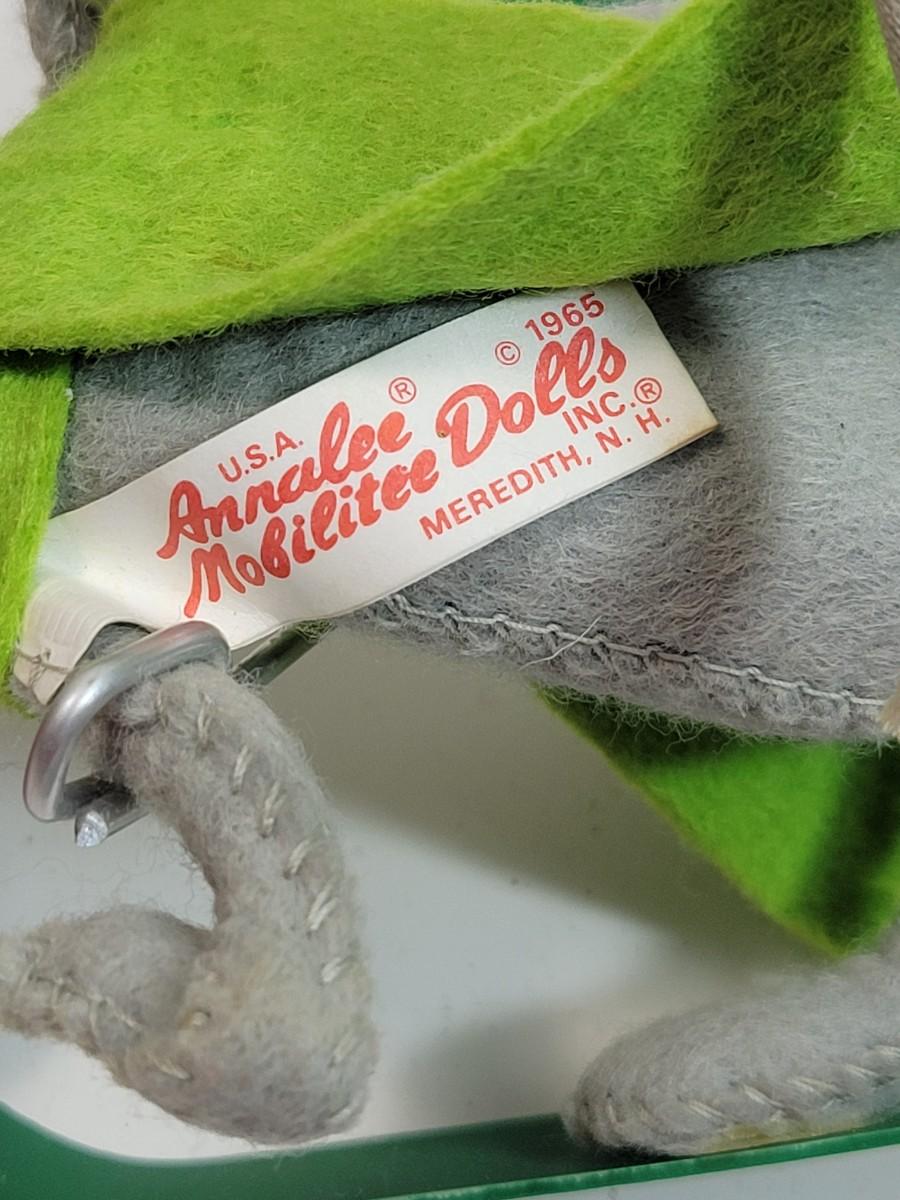 © 1965
U.S.A.
Annalee ® Dolls
Mobilitee INC.®
MEREDITH, N. H.